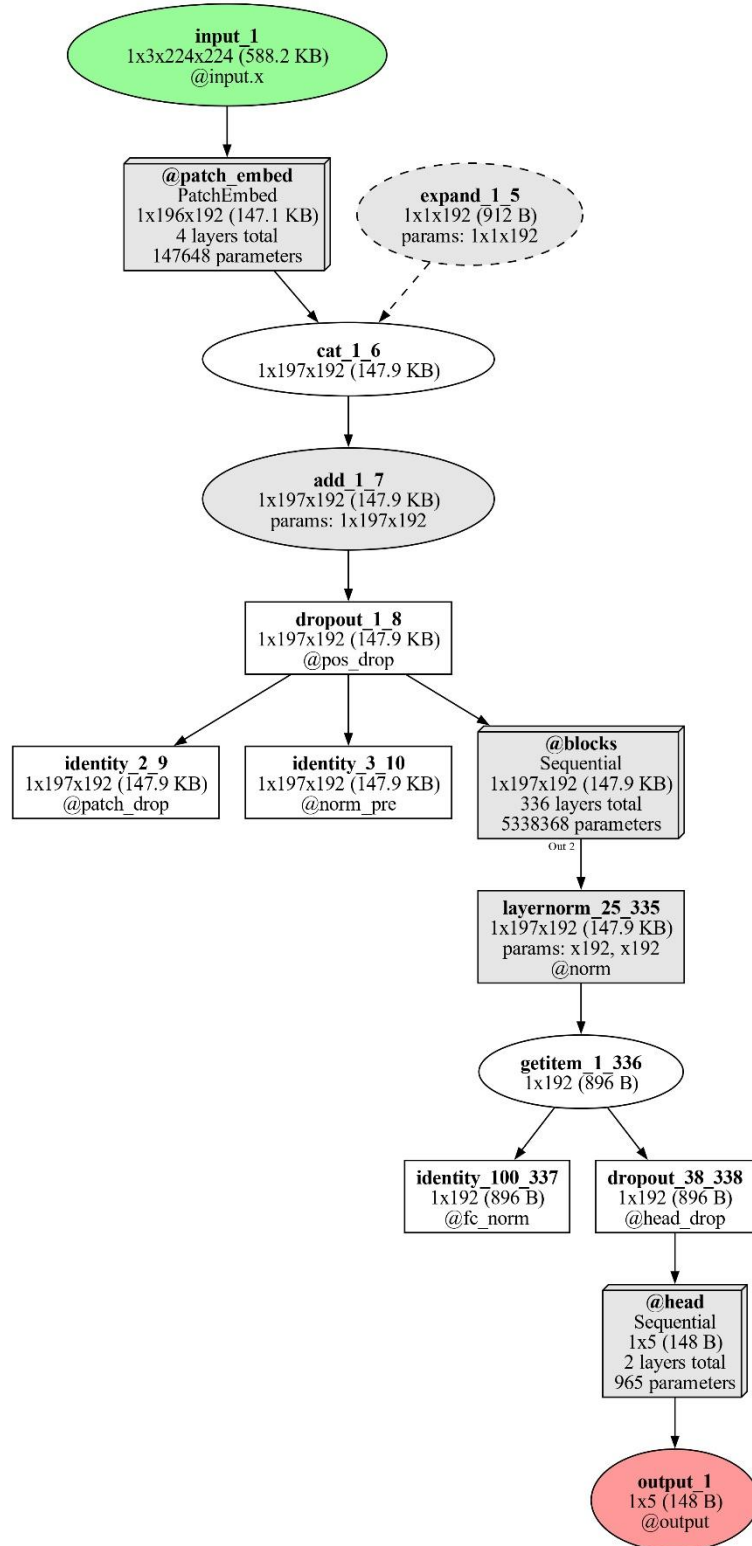 input_1
1x3x224x224 (588.2 KB)
@input.x
@patch_embed
PatchEmbed
1x196x192 (147.1 KB)
4 layers total
147648 parameters
expand_1_5
1x1x192 (912 B)
params: 1x1x192
cat_1_6
1x197x192 (147.9 KB)
add_1_7
1x197x192 (147.9 KB)
params: 1x197x192
dropout_1_8
1x197x192 (147.9 KB)
@pos_drop
identity_2_9
1x197x192 (147.9 KB)
@patch_drop
identity_3_10
1x197x192 (147.9 KB)
@norm_pre
@blocks
Sequential
1x197x192 (147.9 KB)
336 layers total
5338368 parameters
Out 2
layernorm_25_335
1x197x192 (147.9 KB)
params: x192, x192
@norm
getitem_1_336
1x192 (896 B)
identity_100_337
1x192 (896 B)
@fc_norm
dropout_38_338
1x192 (896 B)
@head_drop
@head
Sequential
1x5 (148 B)
2 layers total
965 parameters
output_1
1x5 (148 B)
@output